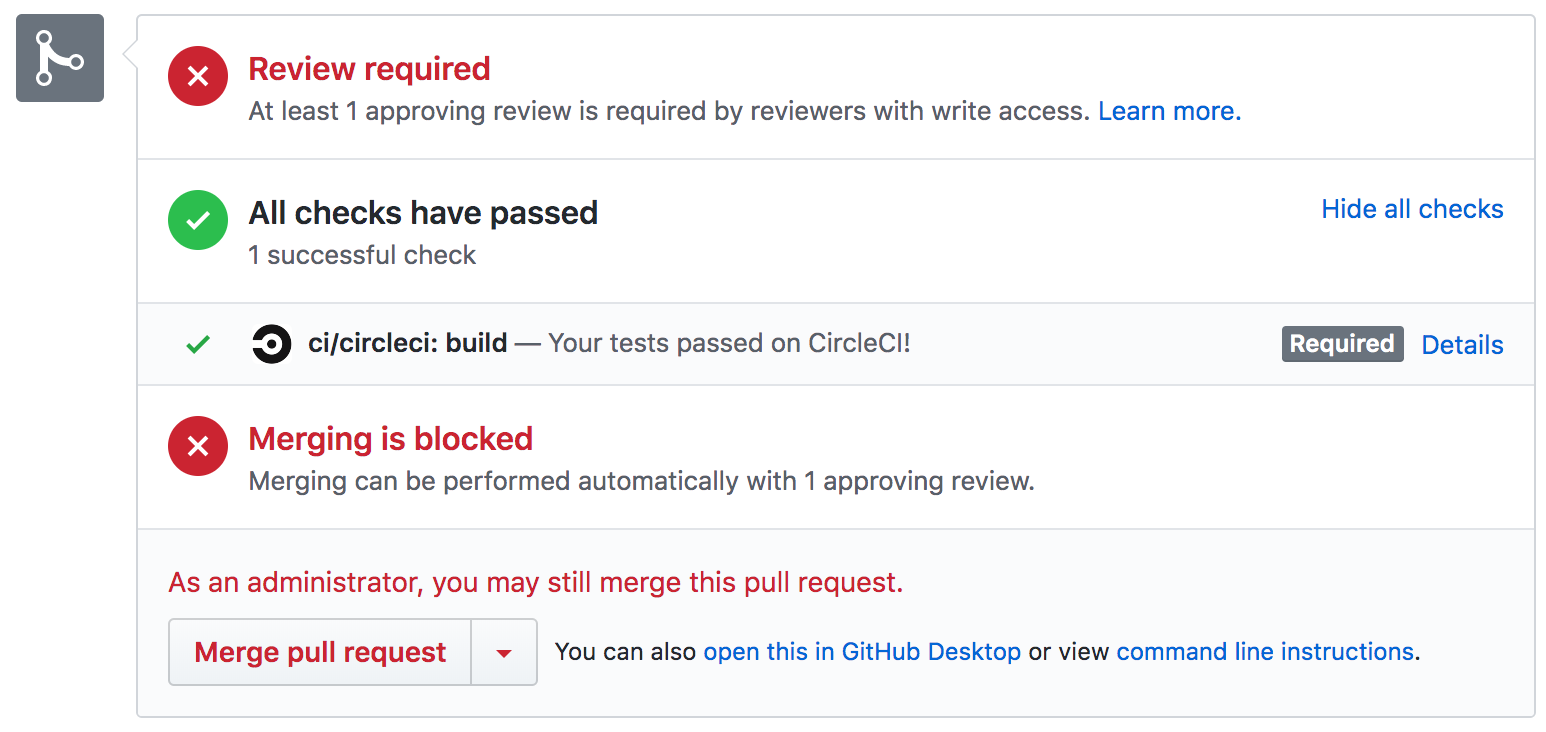 Review required
At least 1 approving review is required by reviewers with write access. Learn more.
All checks have passed
Hide all checks
1 successful check
ci/circleci: build — Your tests passed on CircleCI!
Required
Details
Merging is blocked
Merging can be performed automatically with 1 approving review.
As an administrator, you may still merge this pull request.
Merge pull request
You can also open this in GitHub Desktop or view command line instructions.